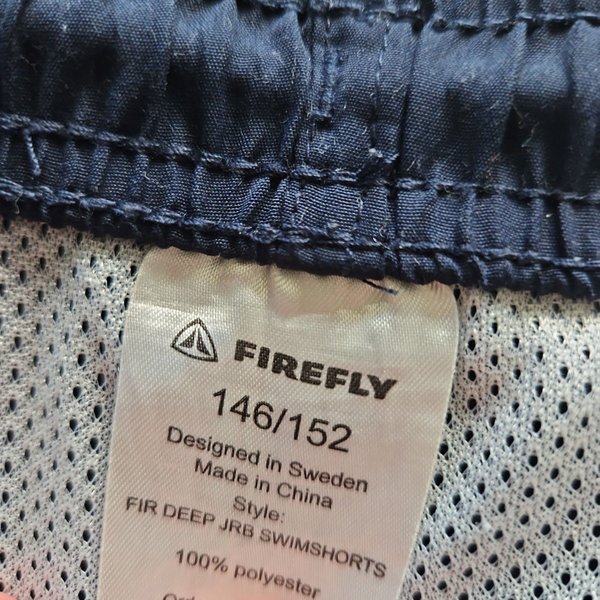 FIREFLY
146/152
Designed in Sweden
Made in China
Style:
FIR DEEP JRB SWIMSHORTS
100% polyester